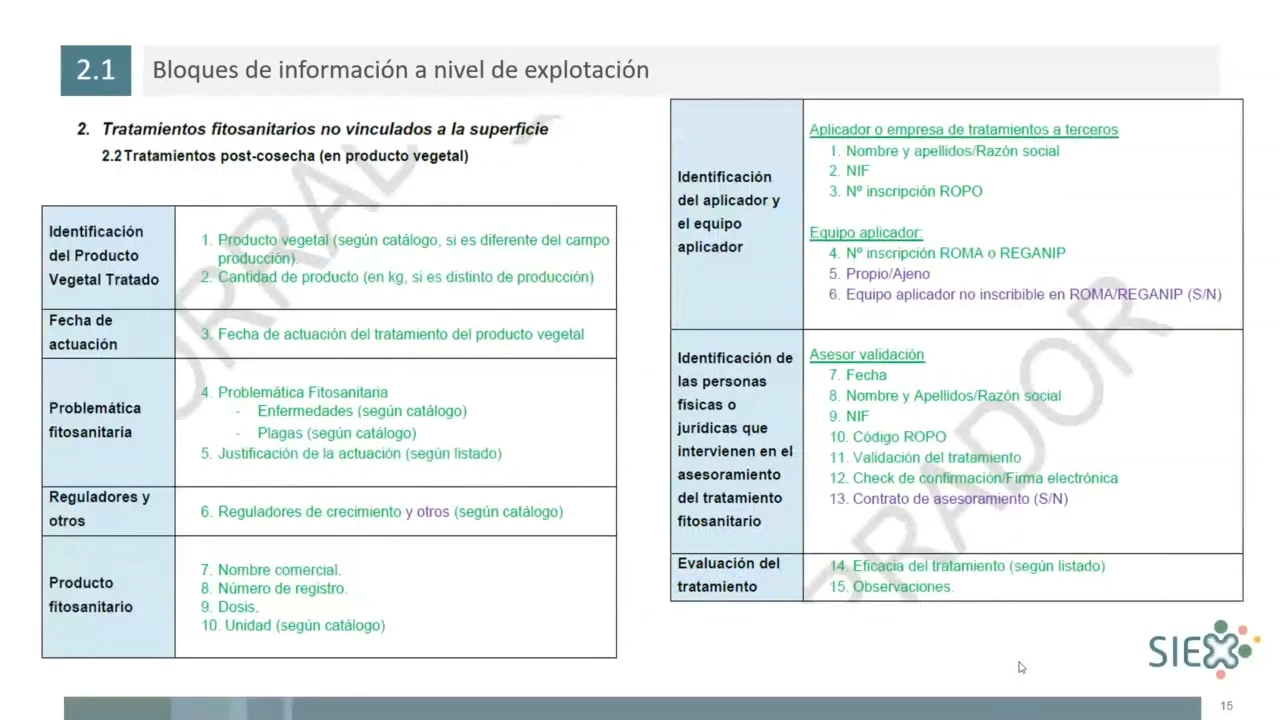 2.1
Bloques de información a nivel de explotación
2. Tratamientos fitosanitarios no vinculados a la superficie
2.2 Tratamientos post-cosecha (en producto vegetal)
Identificación
del Producto
Vegetal Tratado
1. Producto vegetal (según catálogo, si es diferente del campo
producción).
2. Cantidad de producto (en kg, si es distinto de producción)
Fecha de
actuación
3. Fecha de actuación del tratamiento del producto vegetal
Problemática
fitosanitaria
4. Problemática Fitosanitaria
- Enfermedades (según catálogo)
- Plagas (según catálogo)
5. Justificación de la actuación (según listado)
Reguladores y
otros
6. Reguladores de crecimiento y otros (según catálogo)
Producto
fitosanitario
7. Nombre comercial.
8. Número de registro.
9. Dosis.
10. Unidad (según catálogo)
Identificación
del aplicador y
el equipo
aplicador
Aplicador o empresa de tratamientos a terceros
1. Nombre y apellidos/Razón social
2. NIF
3. Nº inscripción ROPO
Equipo aplicador:
4. Nº inscripción ROMA o REGANIP
5. Propio/Ajeno
6. Equipo aplicador no inscribible en ROMA/REGANIP (S/N)
Identificación de
las personas
físicas o
jurídicas que
intervienen en el
asesoramiento
del tratamiento
fitosanitario
Asesor validación
7. Fecha
8. Nombre y Apellidos/Razón social
9. NIF
10. Código ROPO
11. Validación del tratamiento
12. Check de confirmación/Firma electrónica
13. Contrato de asesoramiento (S/N)
Evaluación del
tratamiento
14. Eficacia del tratamiento (según listado)
15. Observaciones.
ORRAL
PRADOR
SIEX
15